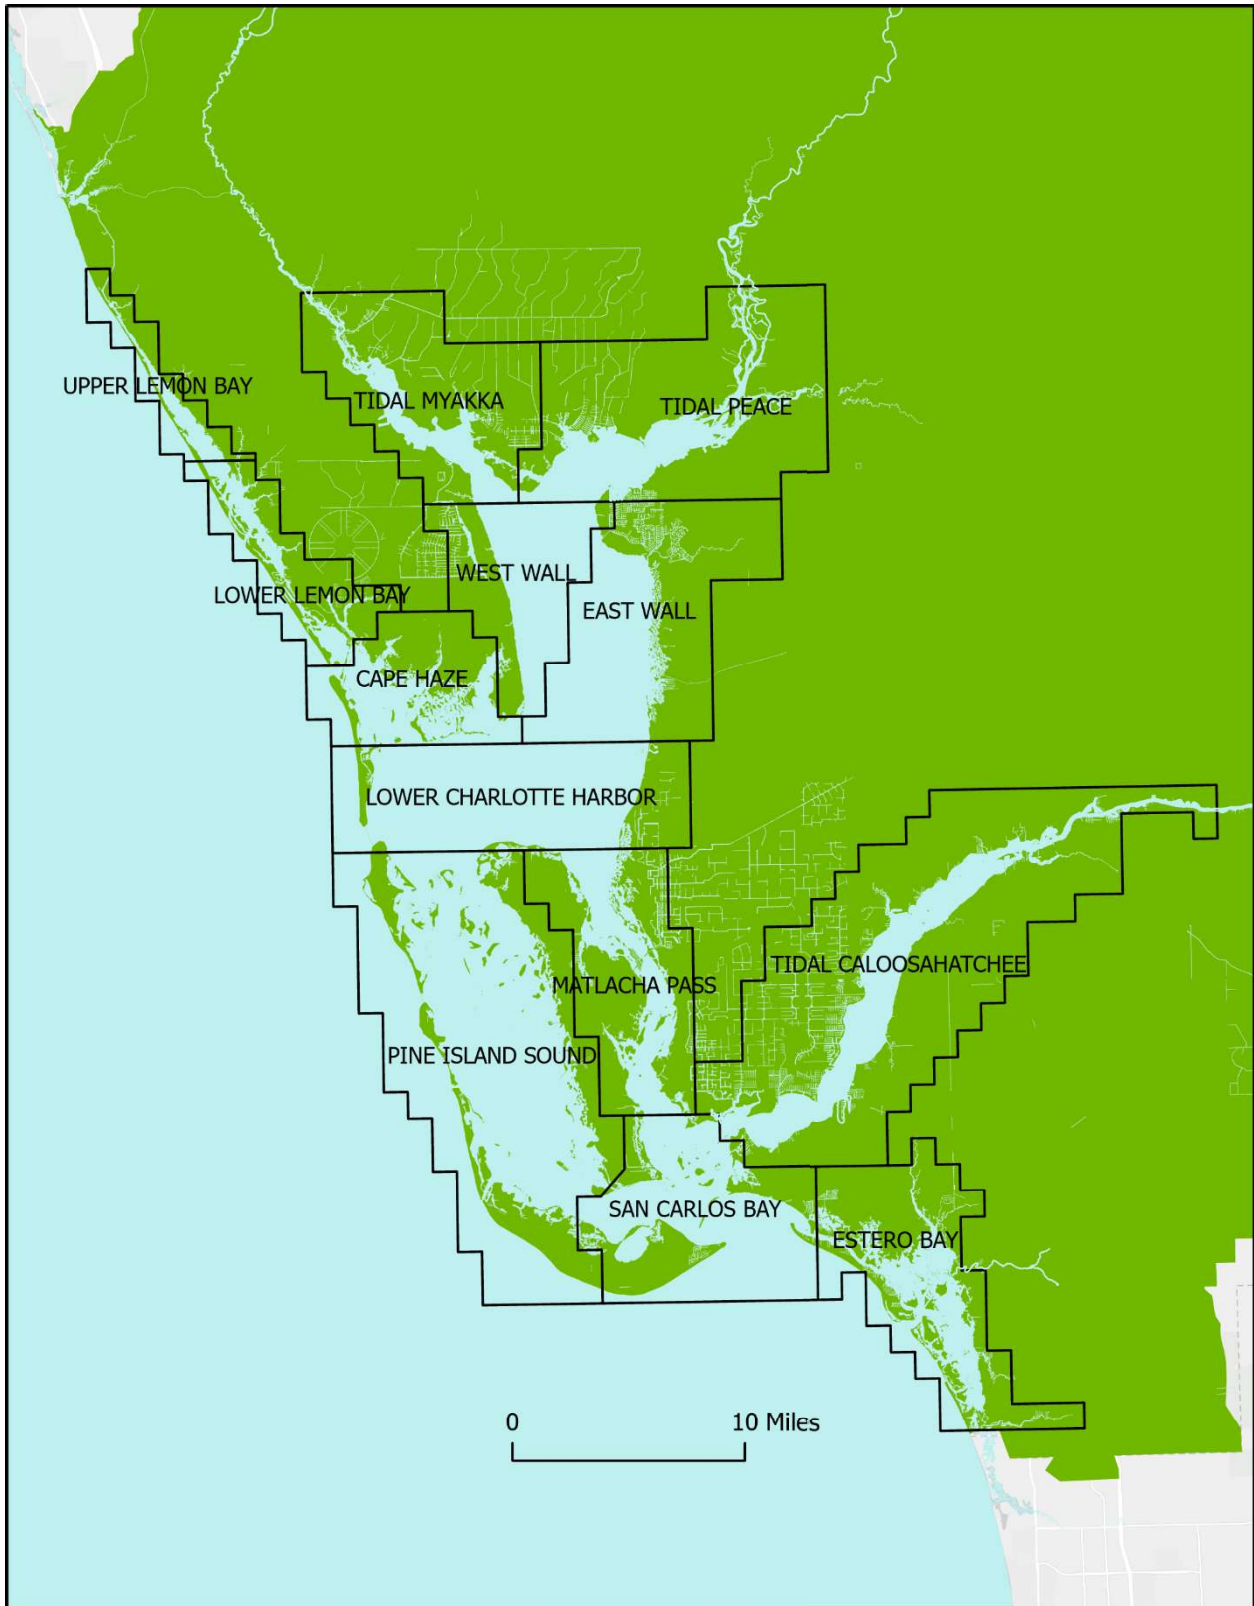 UPPER LEMON BAY
TIDAL MYAKKA
TIDAL PEACE
WEST WALL
LOWER LEMON BAY
EAST WALL
CAPE HAZE
LOWER CHARLOTTE HARBOR
TIDAL CALOOSAHATCHEE
MATLACHA PASS
PINE ISLAND SOUND
SAN CARLOS BAY
ESTERO BAY
0 10 Miles